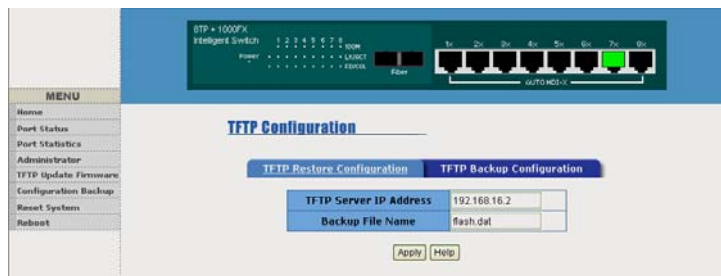 8TP + 1000FX
Intelligent Switch
1 2 3 4 5 6 7 8
100M
Power
LK/ACT
FD/COL
Fiber
1x 2x 3x 4x 5x 6x 7x 8x
AUTO MDI-X
MENU
Home
Port Status
Port Statistics
Administrator
TFTP Update Firmware
Configuration Backup
Reset System
Reboot
TFTP Configuration
TFTP Restore Configuration
TFTP Backup Configuration
TFTP Server IP Address 192.168.16.2
Backup File Name flash.dat
Apply Help